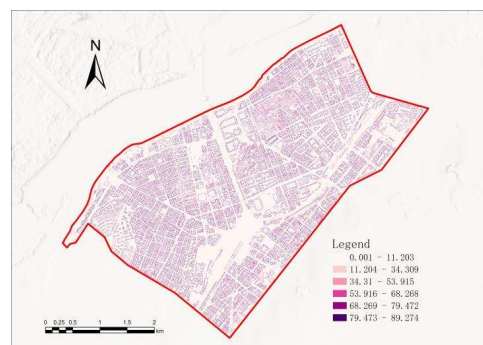 N
Legend
0.001 - 11.203
11.204 - 34.309
34.31 - 53.915
53.916 - 68.268
68.269 - 79.472
79.473 - 89.274
0 0.25 0.5 1 1.5 2
km